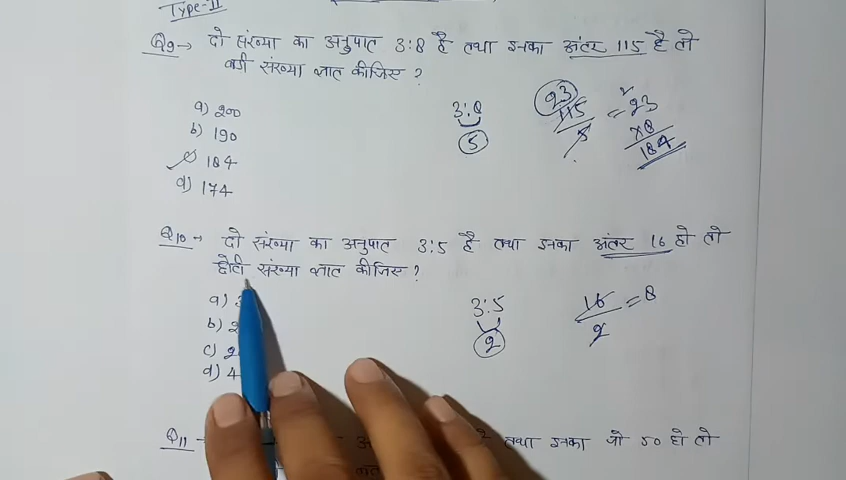 Type-II
Q9→ दो संख्या का अनुपात 3:8 है तथा इनका अंतर 115 है तो
बडी संख्या ज्ञात कीजिए ?
a) 200
b) 190
c) 184
d) 174
3:8
5
23
115
5
= 23
×8
184
Q10→ दो संख्या का अनुपात 3:5 है तथा इनका अंतर 16 हो तो
छोटी संख्या ज्ञात कीजिए ?
a)
b)
c)
d) 4
3:5
2
16
2
= 8
Q11→ तथा इनका जो 50 हो तो